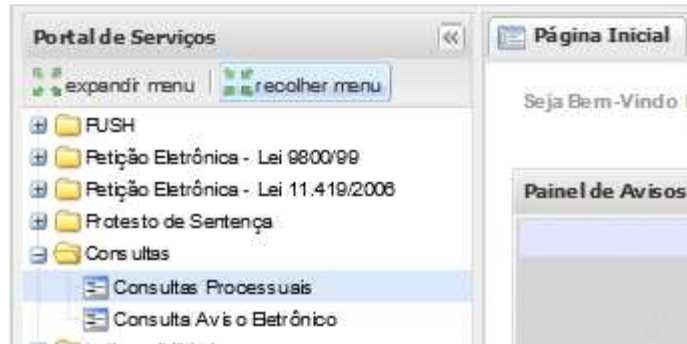 Portal de Serviços
Página Inicial
expandir menu
recolher menu
Seja Bem-Vindo
PUSH
Petição Eletrônica - Lei 9800/99
Petição Eletrônica - Lei 11.419/2006
Painel de Avisos
Protesto de Sentença
Consultas
Consultas Processuais
Consulta Aviso Eletrônico